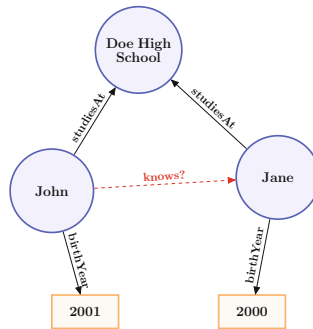 Doe High
School
studiesAt
studiesAt
knows?
John
Jane
birthYear
birthYear
2001
2000